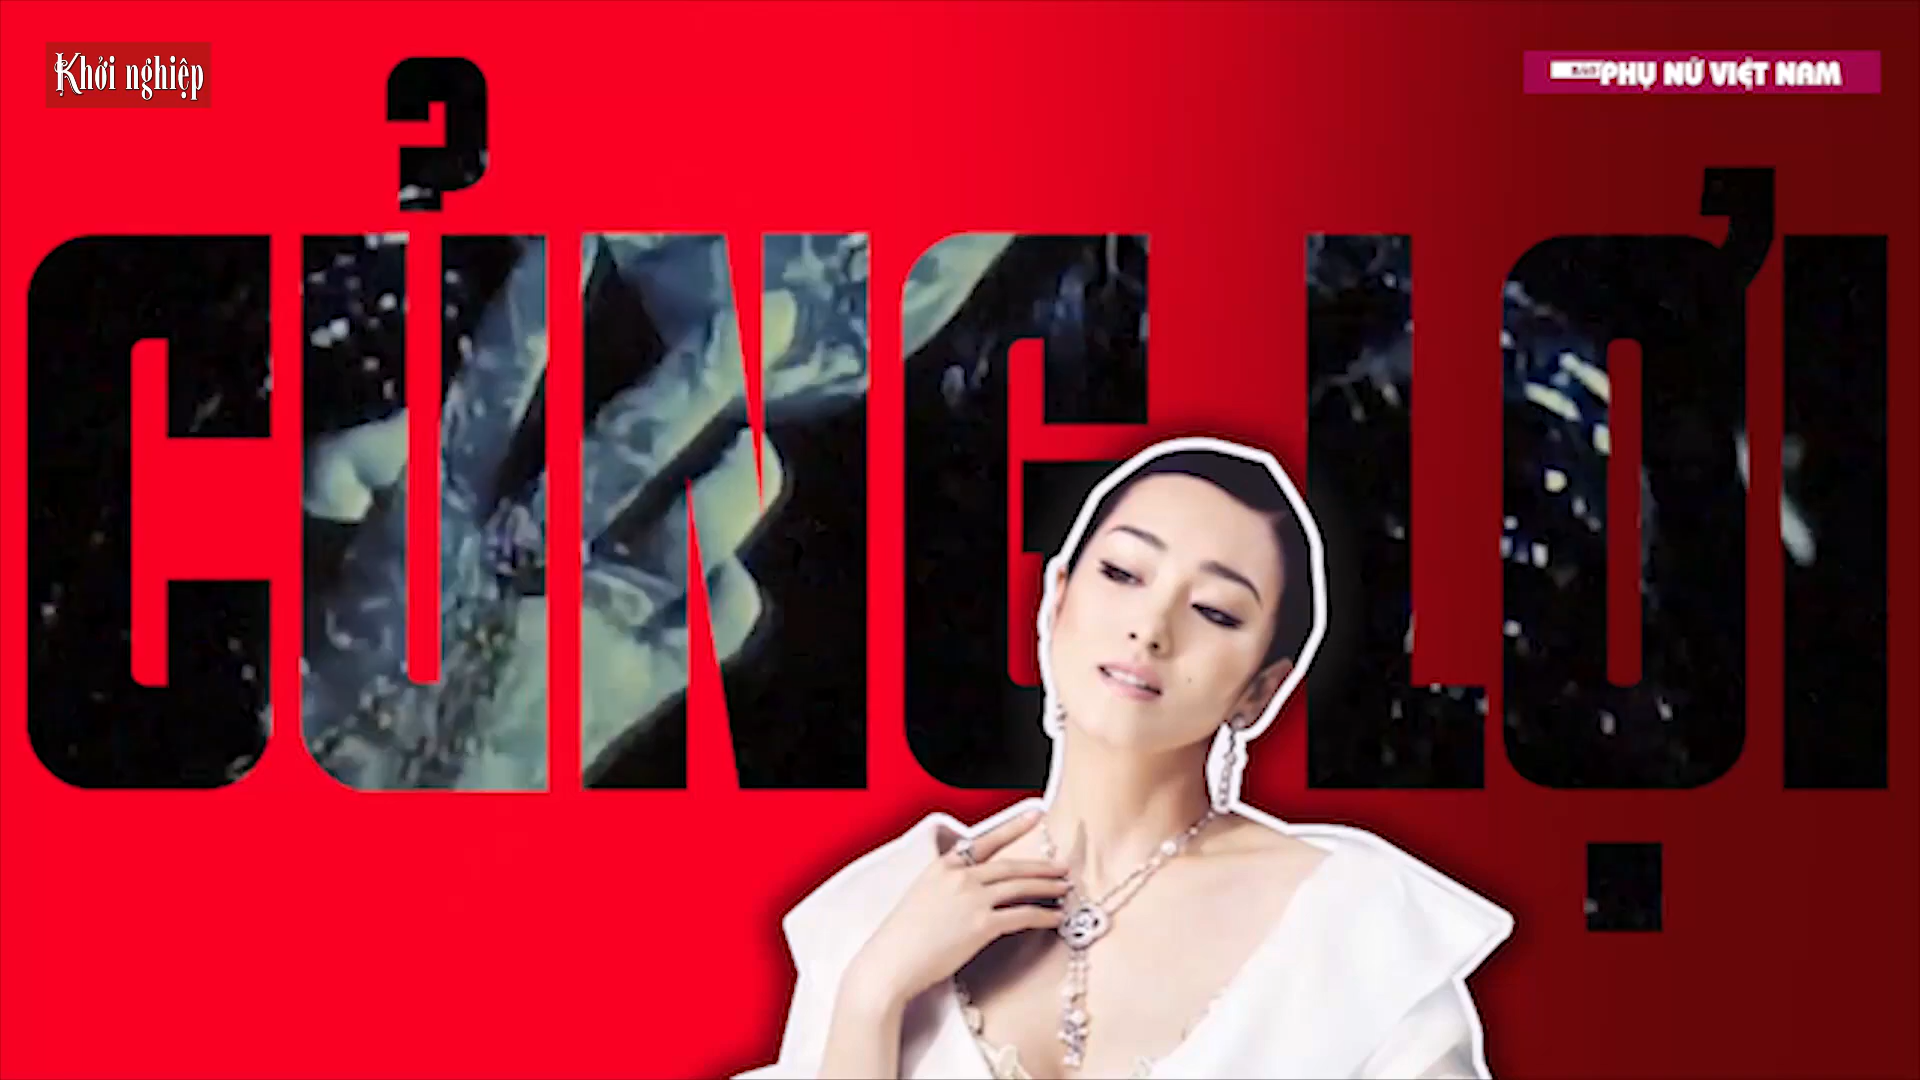 Khởi nghiệp
PHỤ NỮ VIỆT NAM
CỦNG LỢI